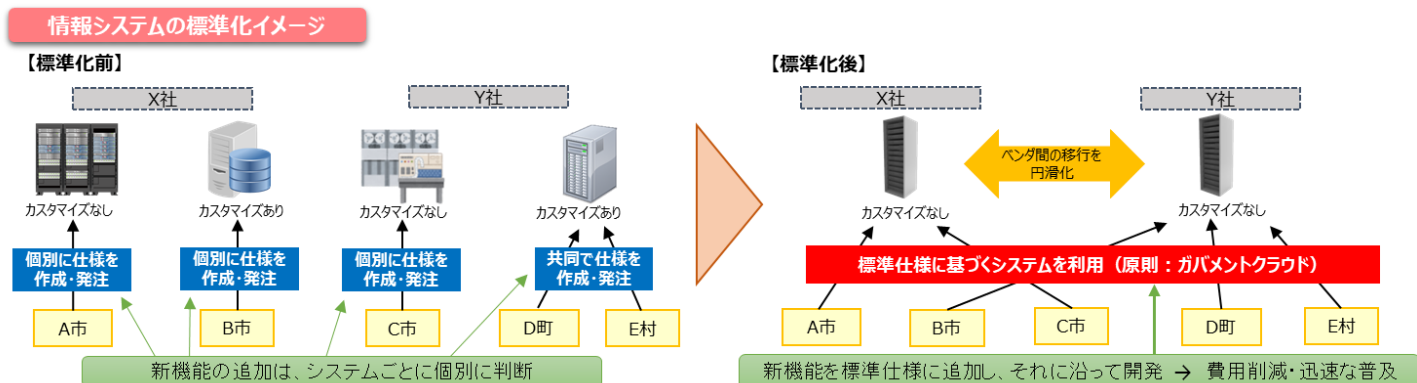 情報システムの標準化イメージ
【標準化前】
X社
Y社
カスタマイズなし
カスタマイズあり
カスタマイズなし
カスタマイズあり
個別に仕様を
作成・発注
個別に仕様を
作成・発注
個別に仕様を
作成・発注
共同で仕様を
作成・発注
A市
B市
C市
D町
E村
新機能の追加は、システムごとに個別に判断
【標準化後】
X社
Y社
ベンダ間の移行を
円滑化
カスタマイズなし
カスタマイズなし
標準仕様に基づくシステムを利用（原則：ガバメントクラウド）
A市
B市
C市
D町
E村
新機能を標準仕様に追加し、それに沿って開発 → 費用削減・迅速な普及